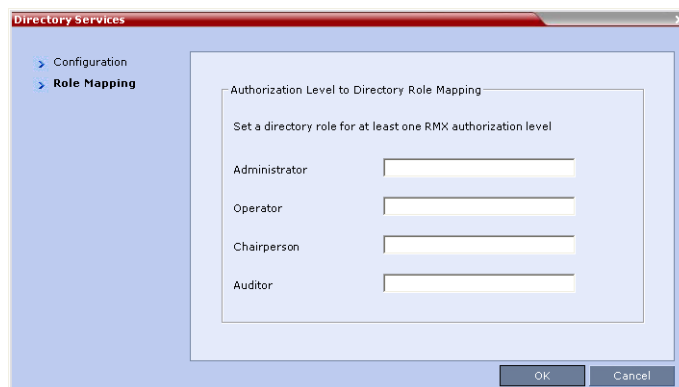 Directory Services
Configuration
Role Mapping
Authorization Level to Directory Role Mapping
Set a directory role for at least one RMX authorization level
Administrator
Operator
Chairperson
Auditor
OK
Cancel